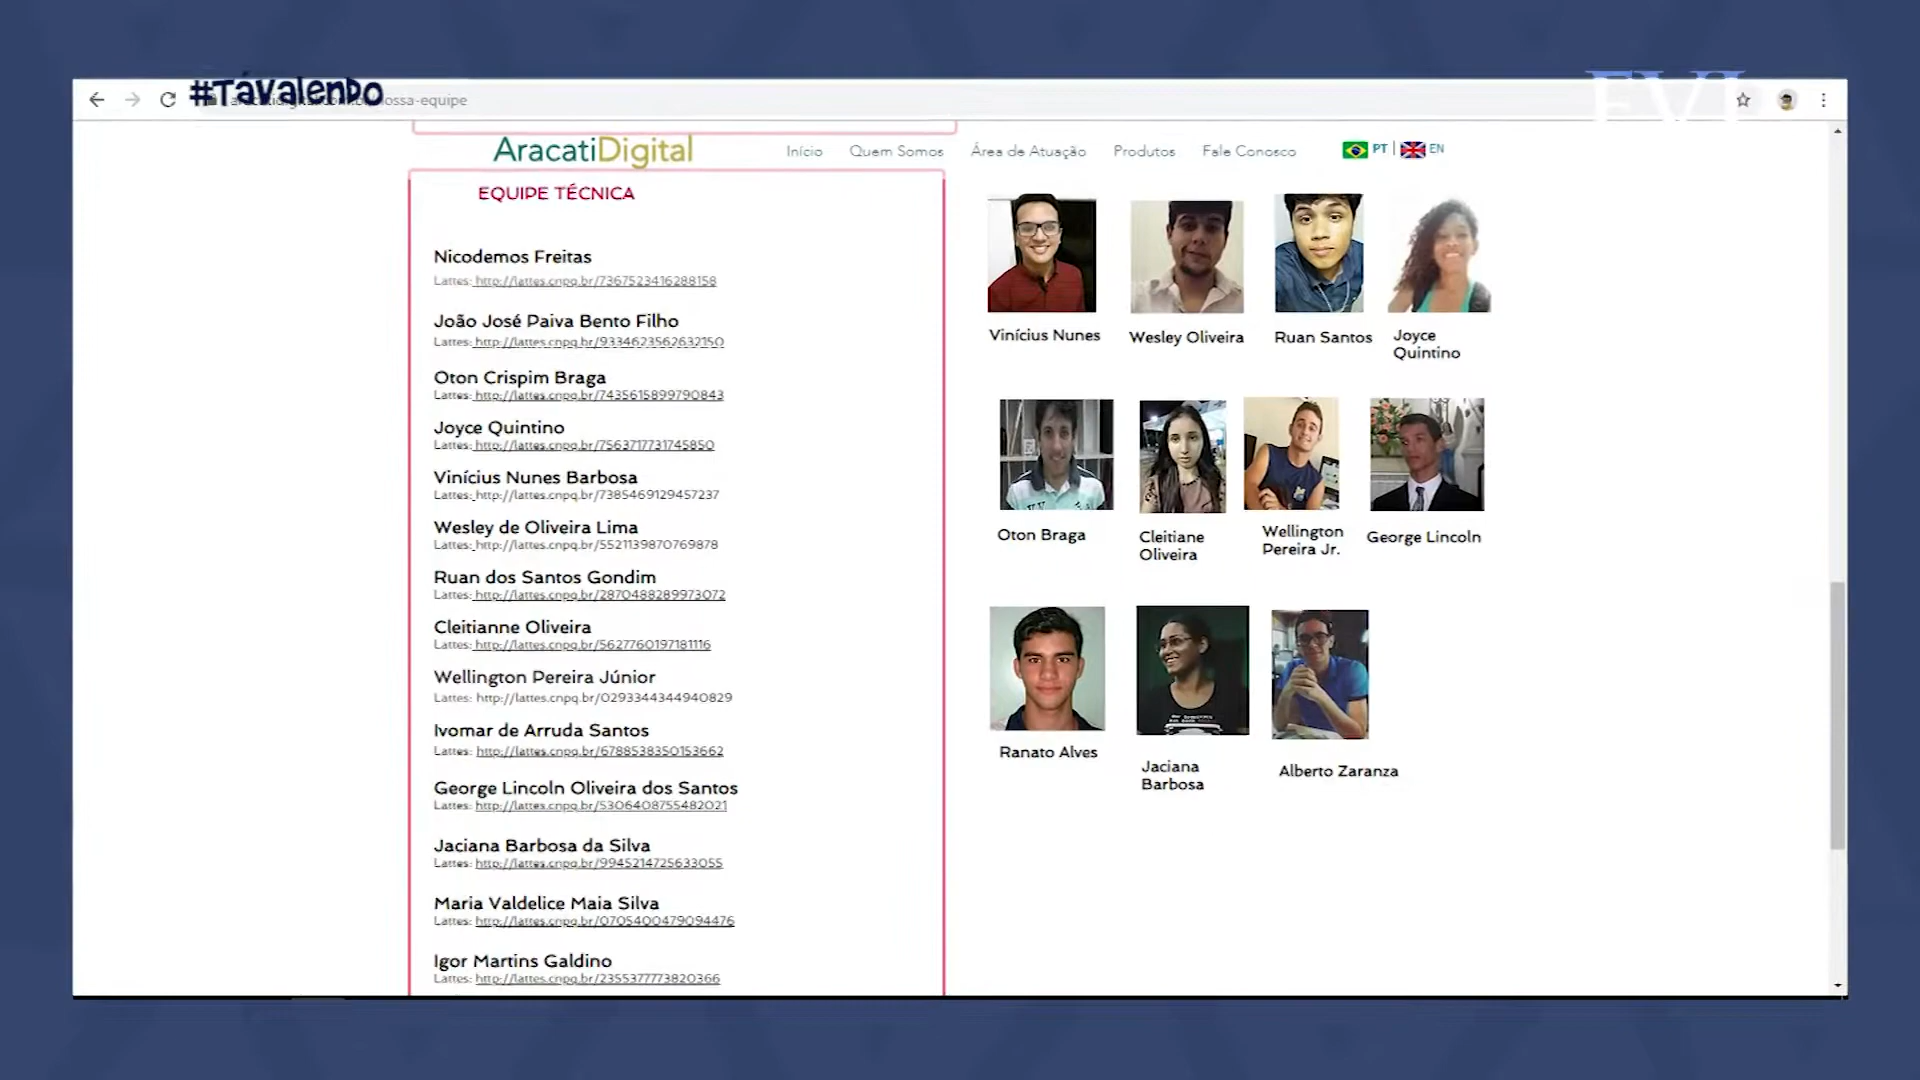 #TáValendo
nossa-equipe
AracatiDigital
Início
Quem Somos
Área de Atuação
Produtos
Fale Conosco
PT | EN
EQUIPE TÉCNICA
Nicodemos Freitas
Lattes: http://lattes.cnpq.br/7367523416288158
João José Paiva Bento Filho
Lattes: http://lattes.cnpq.br/9334623562632150
Oton Crispim Braga
Lattes: http://lattes.cnpq.br/7435615899790843
Joyce Quintino
Lattes: http://lattes.cnpq.br/7563717731745850
Vinícius Nunes Barbosa
Lattes: http://lattes.cnpq.br/7385469129457237
Wesley de Oliveira Lima
Lattes: http://lattes.cnpq.br/5521139870769878
Ruan dos Santos Gondim
Lattes: http://lattes.cnpq.br/2870488289973072
Cleitianne Oliveira
Lattes: http://lattes.cnpq.br/5627760197181116
Wellington Pereira Júnior
Lattes: http://lattes.cnpq.br/0293344344940829
Ivomar de Arruda Santos
Lattes: http://lattes.cnpq.br/6788538350153662
George Lincoln Oliveira dos Santos
Lattes: http://lattes.cnpq.br/5306408755482021
Jaciana Barbosa da Silva
Lattes: http://lattes.cnpq.br/9945214725633055
Maria Valdelice Maia Silva
Lattes: http://lattes.cnpq.br/0705400479094476
Igor Martins Galdino
Lattes: http://lattes.cnpq.br/2355377773820366
Vinícius Nunes
Wesley Oliveira
Ruan Santos
Joyce
Quintino
Oton Braga
Cleitiane
Oliveira
Wellington
Pereira Jr.
George Lincoln
Ranato Alves
Jaciana
Barbosa
Alberto Zaranza